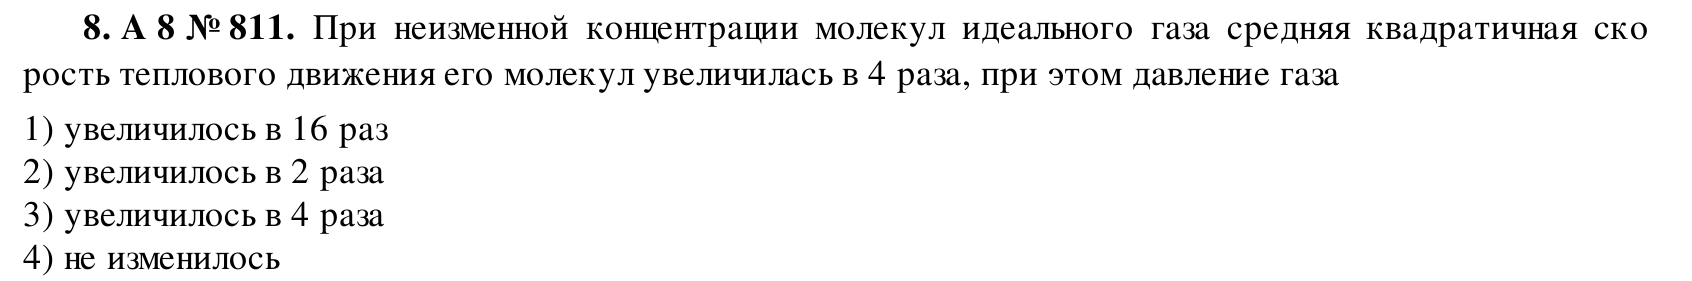 8. А 8 № 811. При неизменной концентрации молекул идеального газа средняя квадратичная ско
рость теплового движения его молекул увеличилась в 4 раза, при этом давление газа
1) увеличилось в 16 раз
2) увеличилось в 2 раза
3) увеличилось в 4 раза
4) не изменилось